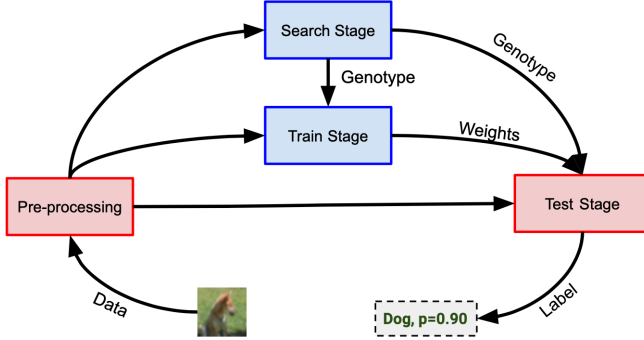 Search Stage
Genotype
Genotype
Train Stage
Weights
Pre-processing
Test Stage
Data
Dog, p=0.90
Label